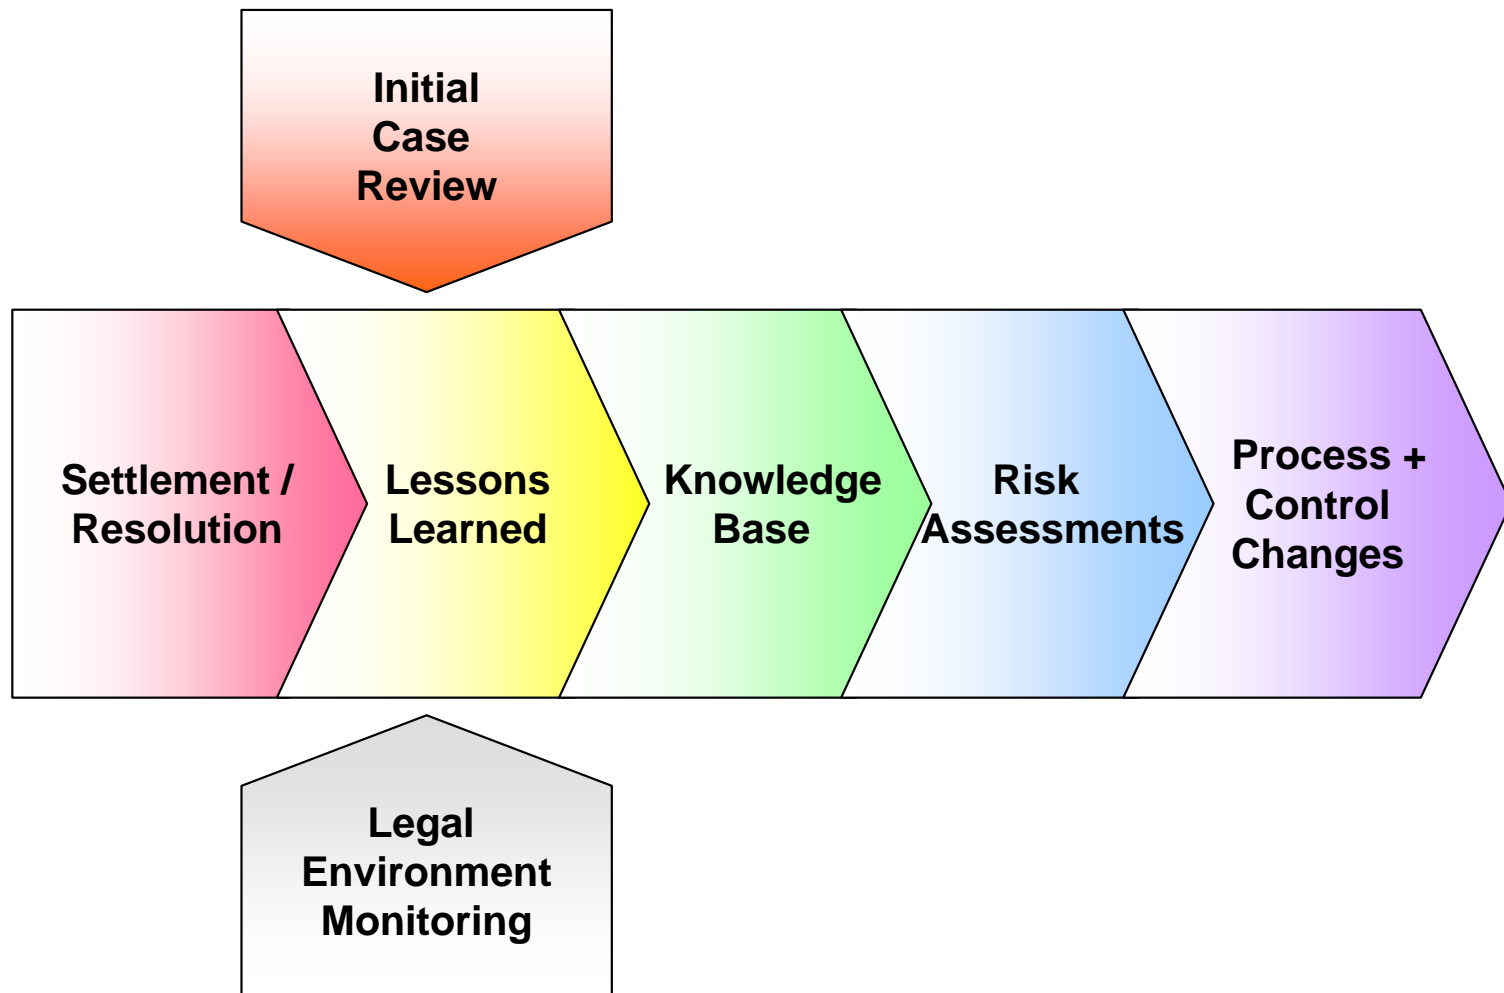 Initial
Case
Review
Settlement /
Resolution
Lessons
Learned
Knowledge
Base
Risk
Assessments
Process +
Control
Changes
Legal
Environment
Monitoring